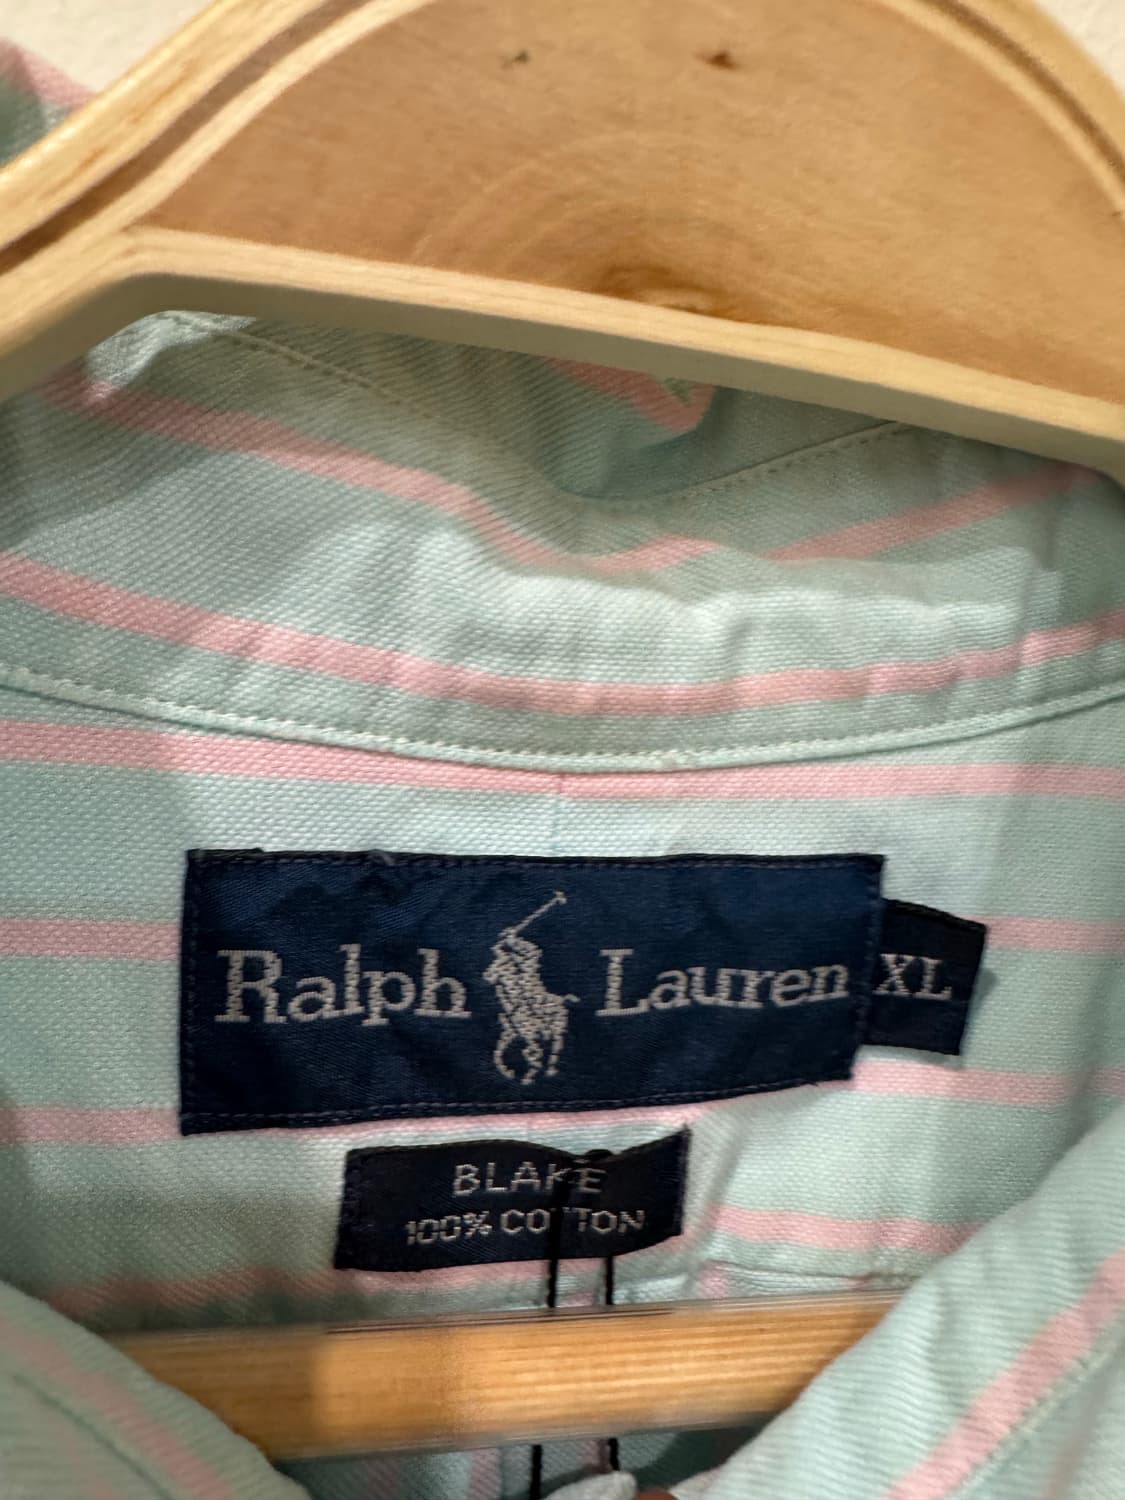 Ralph Lauren XL
BLAKE
100% COTTON